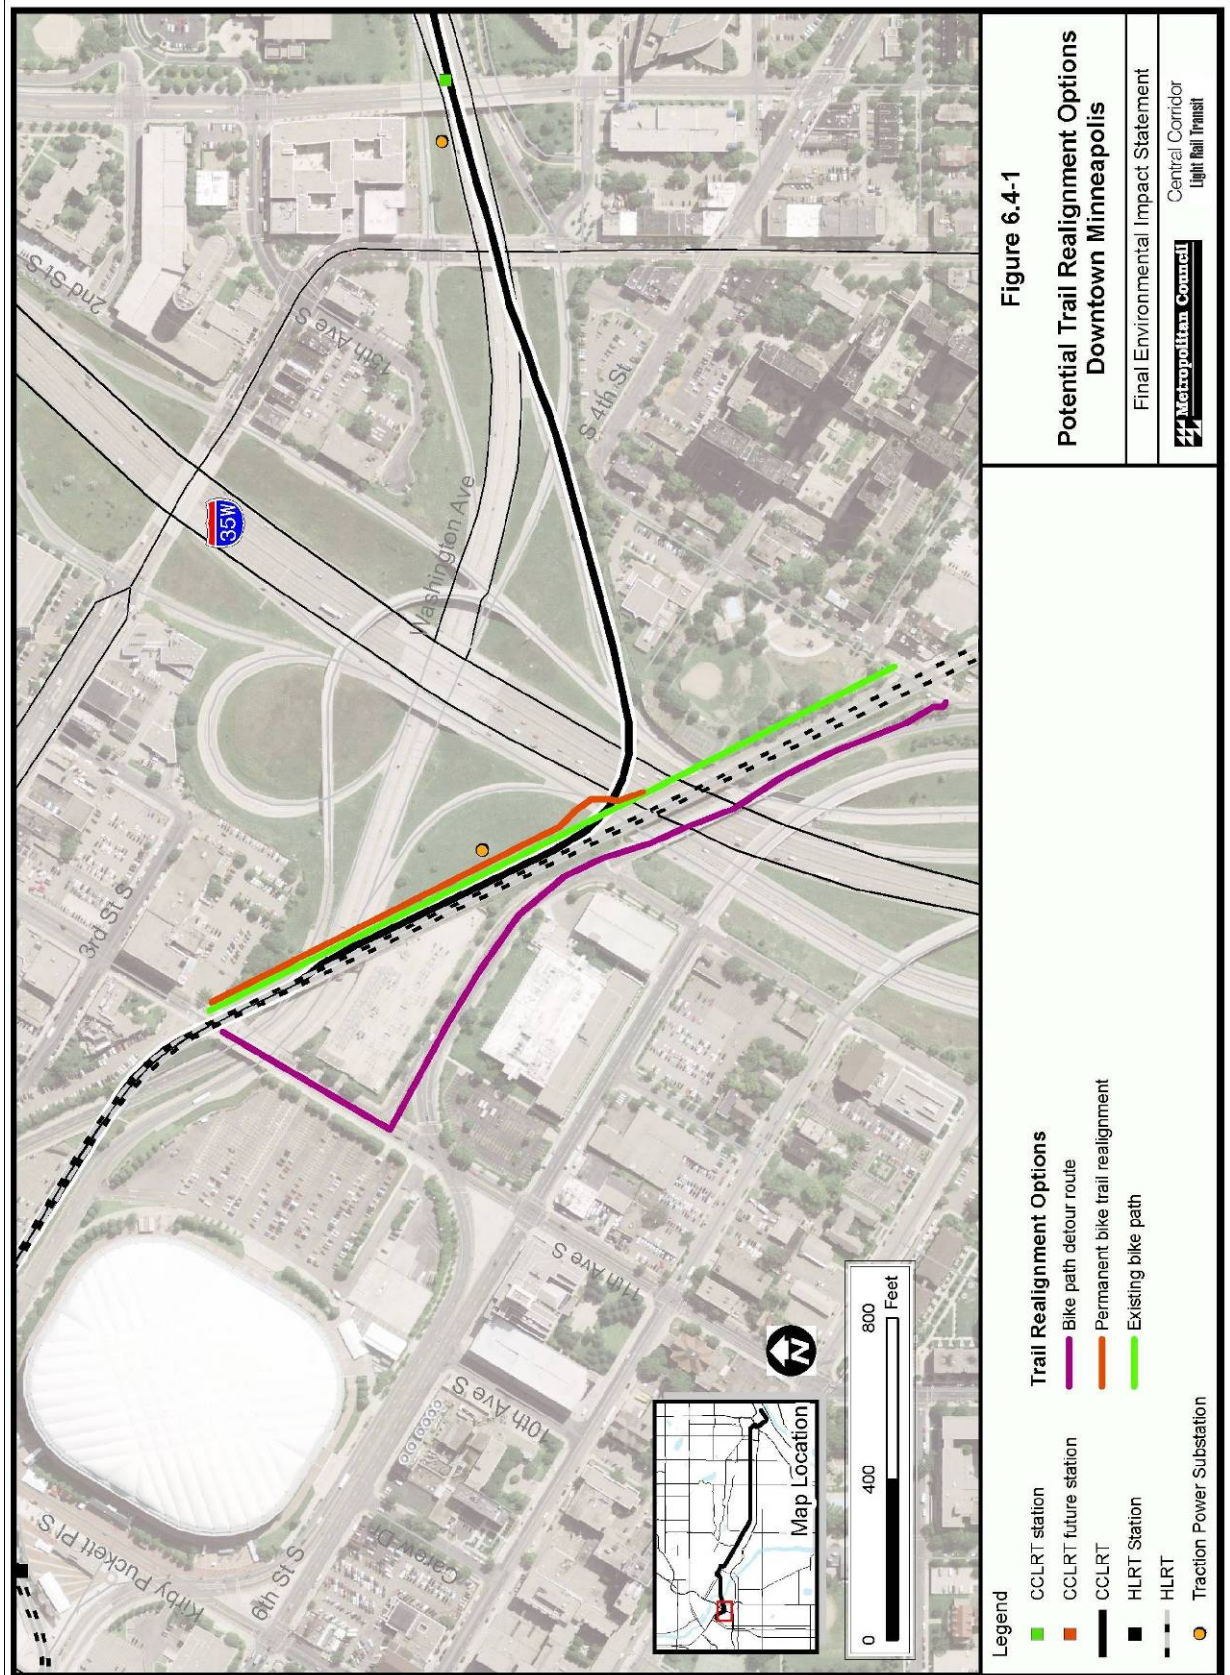 2nd St S
15th Ave S
35W
Washington Ave
S 4th St
3rd St S
11th Ave S
10th Ave S
6th St S
Carew Dr
Kirby Puckett Pl S
N
Map Location
0 400 800
Feet
Legend
CCLRT station
CCLRT future station
CCLRT
HLRT Station
HLRT
Traction Power Substation
Trail Realignment Options
Bike path detour route
Permanent bike trail realignment
Existing bike path
Figure 6.4-1
Potential Trail Realignment Options
Downtown Minneapolis
Final Environmental Impact Statement
Metropolitan Council
Central Corridor
Light Rail Transit